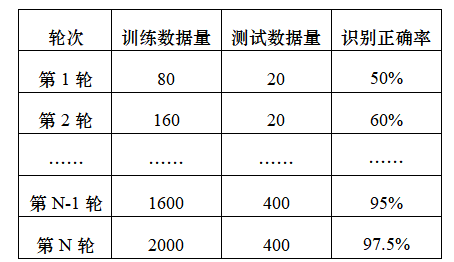 轮次 训练数据量 测试数据量 识别正确率
第 1 轮 80 20 50%
第 2 轮 160 20 60%
…… …… …… ……
第 N-1 轮 1600 400 95%
第 N 轮 2000 400 97.5%